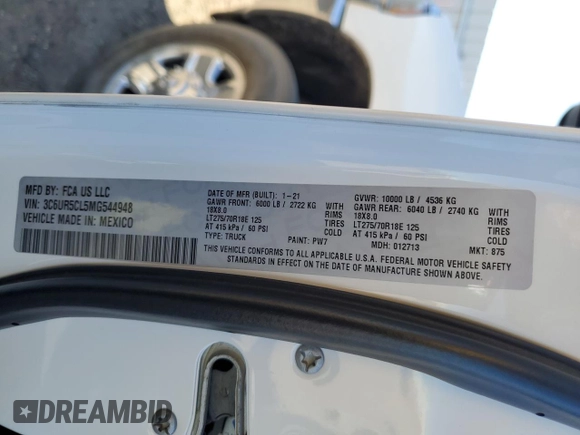 MFD BY: FCA US LLC
VIN: 3C6UR5CL5MG544948
VEHICLE MADE IN: MEXICO
DATE OF MFR (BUILT): 1-21
GAWR FRONT: 6000 LB / 2722 KG
18X8.0 WITH RIMS
LT275/70R18E 125 TIRES
AT 415 kPa / 60 PSI COLD
TYPE: TRUCK
PAINT: PW7
GVWR: 10000 LB / 4536 KG
GAWR REAR: 6040 LB / 2740 KG
18X8.0 WITH RIMS
LT275/70R18E 125 TIRES
AT 415 kPa / 60 PSI COLD
MDH: 012713
MKT: 875
THIS VEHICLE CONFORMS TO ALL APPLICABLE U.S.A. FEDERAL MOTOR VEHICLE SAFETY
STANDARDS IN EFFECT ON THE DATE OF MANUFACTURE SHOWN ABOVE.
DREAMBID